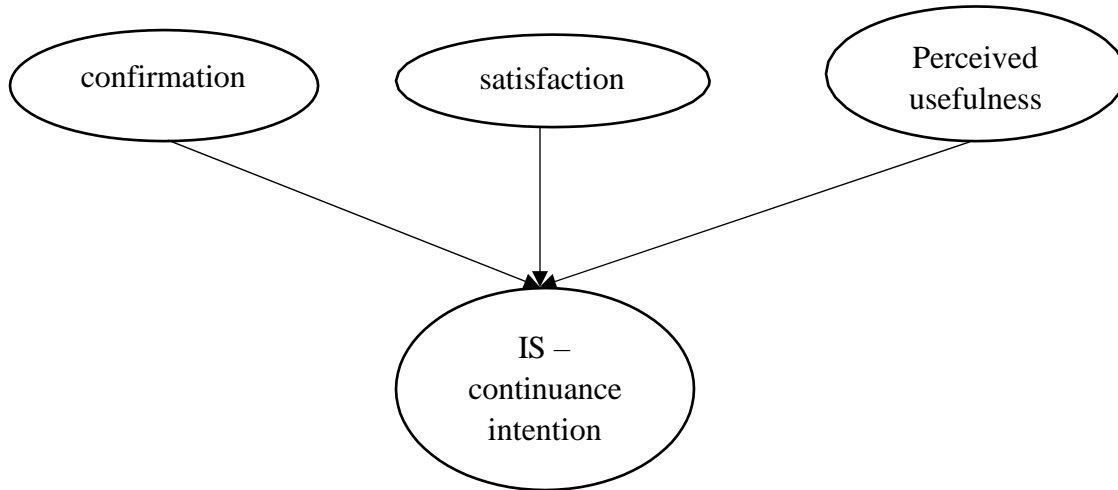 confirmation
satisfaction
Perceived
usefulness
IS –
continuance
intention